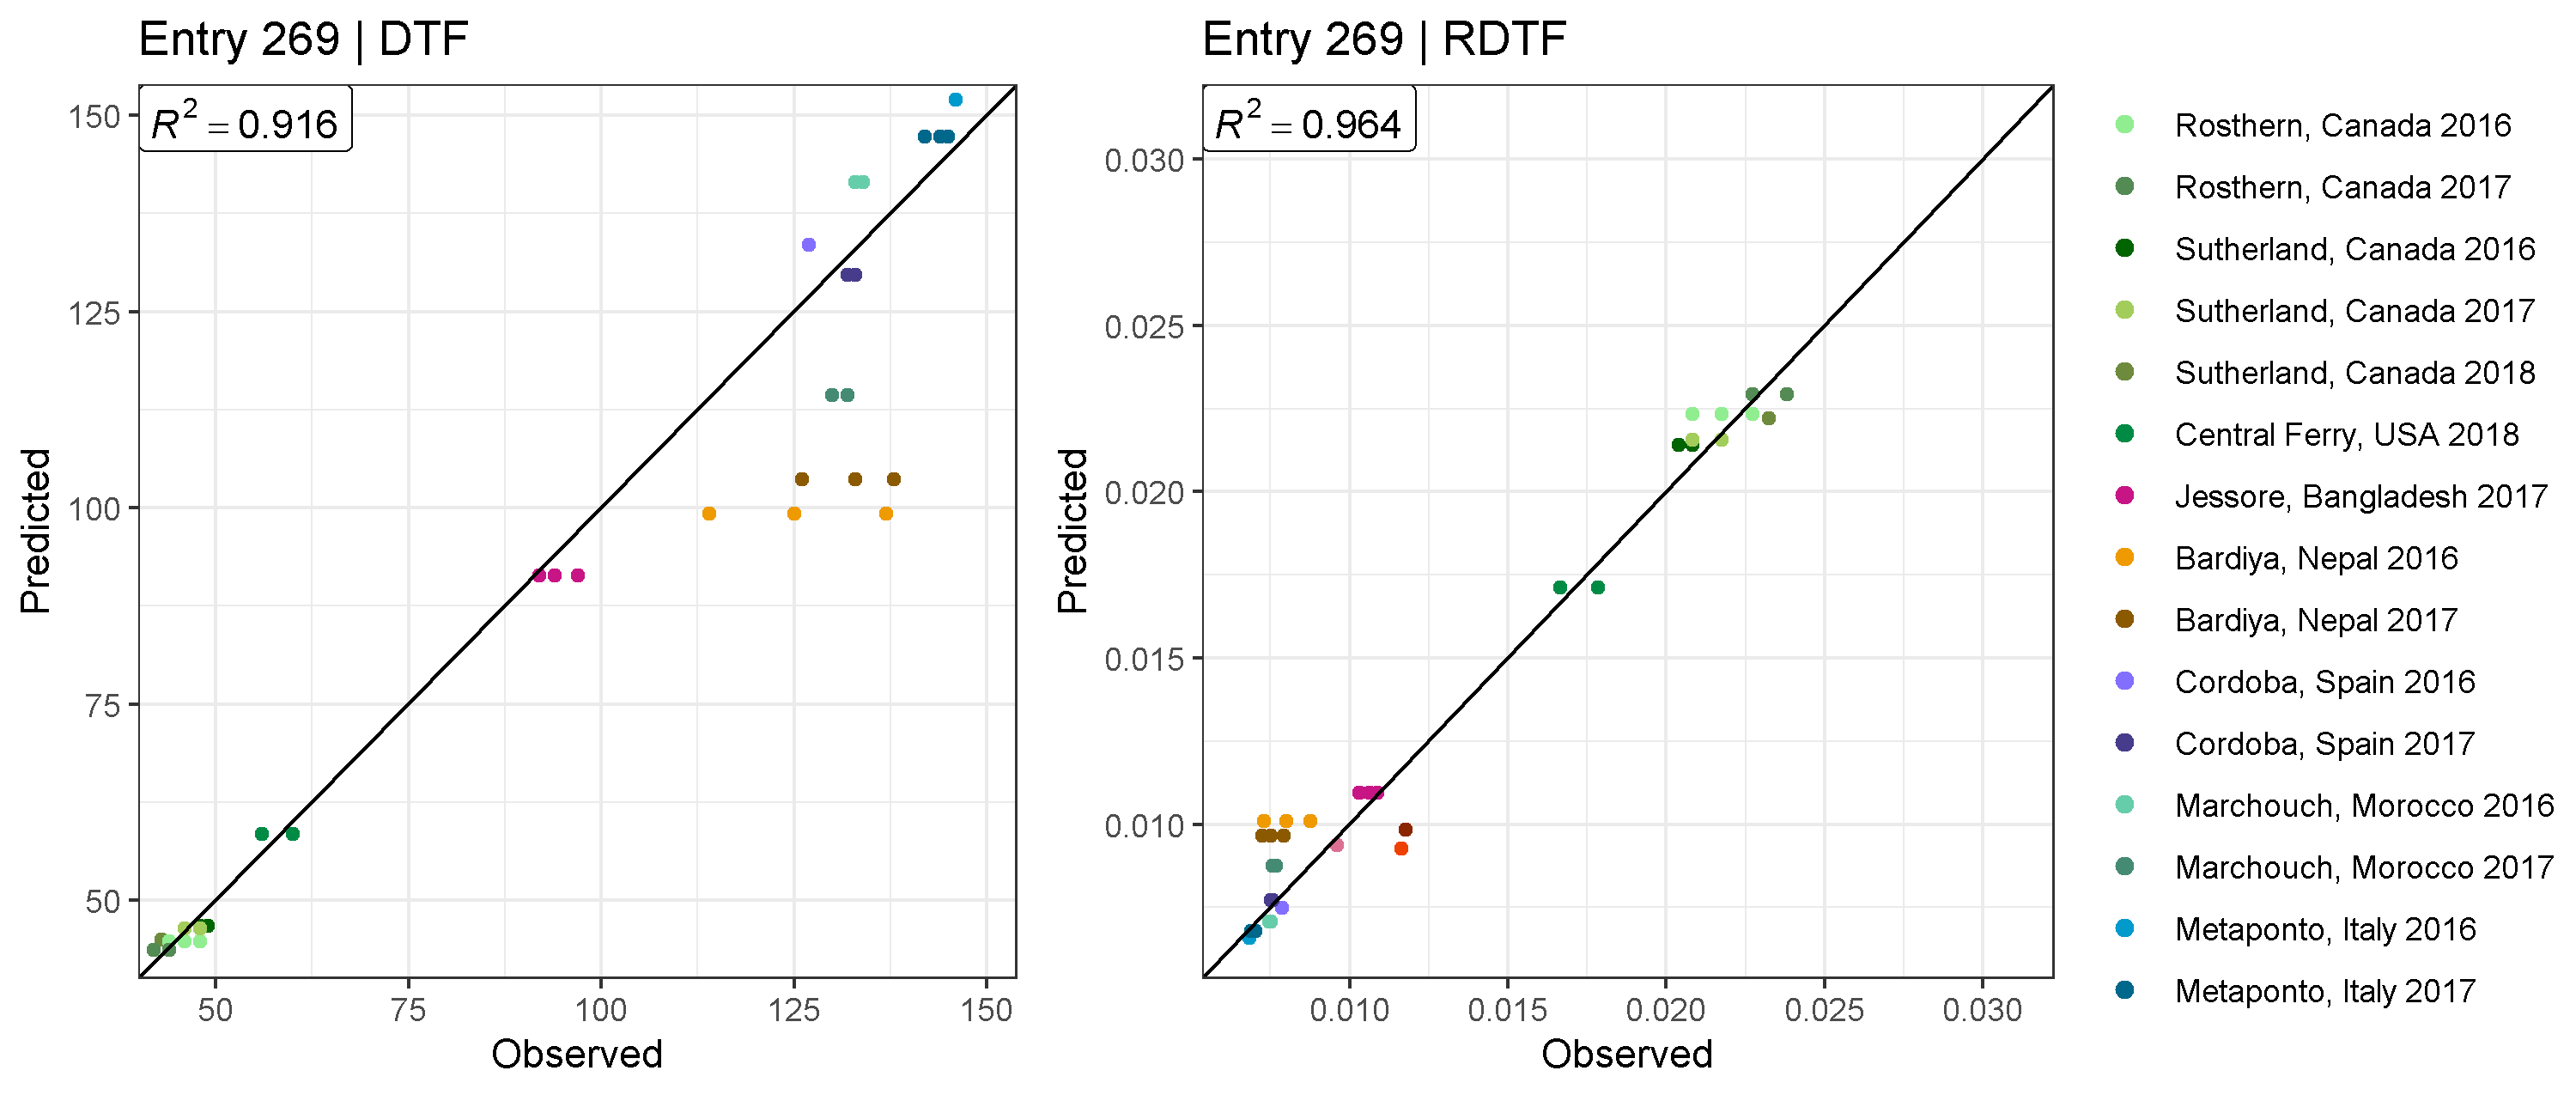 Entry 269 | DTF
R² = 0.916
150
125
100
75
50
Predicted
50
75
100
125
150
Observed
Entry 269 | RDTF
R² = 0.964
0.030
0.025
0.020
0.015
0.010
Predicted
0.010
0.015
0.020
0.025
0.030
Observed
Rosthern, Canada 2016
Rosthern, Canada 2017
Sutherland, Canada 2016
Sutherland, Canada 2017
Sutherland, Canada 2018
Central Ferry, USA 2018
Jessore, Bangladesh 2017
Bardiya, Nepal 2016
Bardiya, Nepal 2017
Cordoba, Spain 2016
Cordoba, Spain 2017
Marchouch, Morocco 2016
Marchouch, Morocco 2017
Metaponto, Italy 2016
Metaponto, Italy 2017